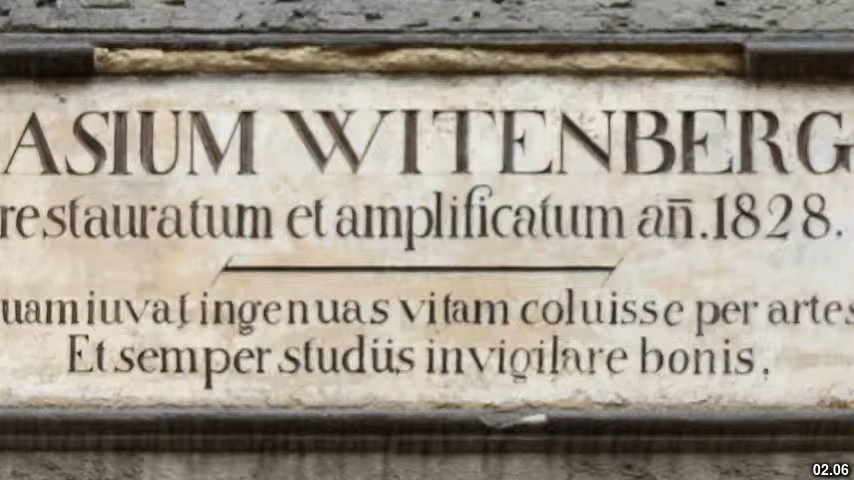 ASIUM WITENBERG
restauratum et amplificatum an̄.1828.
uam iuvat ingenuas vitam coluisse per artes
Et semper studiis invigilare bonis.
02.06